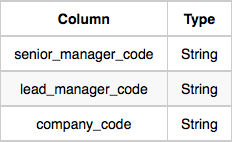 Column Type
senior_manager_code String
lead_manager_code String
company_code String